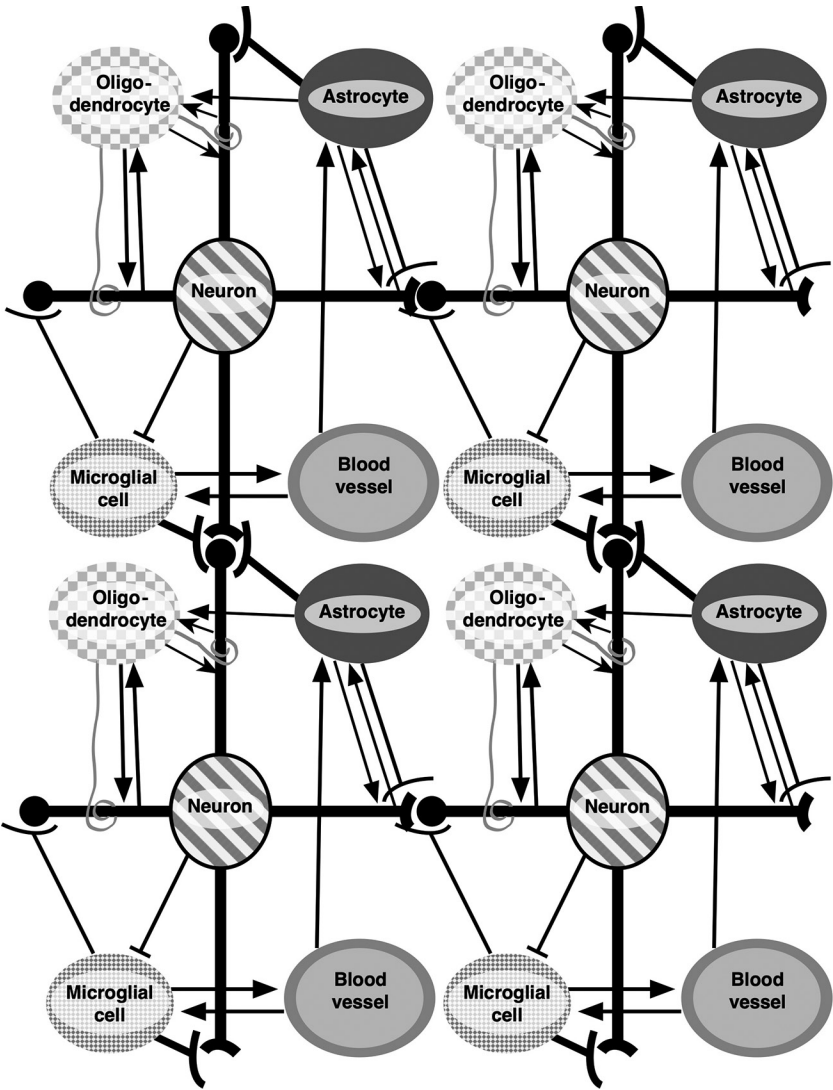 Oligo-
dendrocyte
Astrocyte
Oligo-
dendrocyte
Astrocyte
Neuron
Neuron
Microglial
cell
Blood
vessel
Microglial
cell
Blood
vessel
Oligo-
dendrocyte
Astrocyte
Oligo-
dendrocyte
Astrocyte
Neuron
Neuron
Microglial
cell
Blood
vessel
Microglial
cell
Blood
vessel